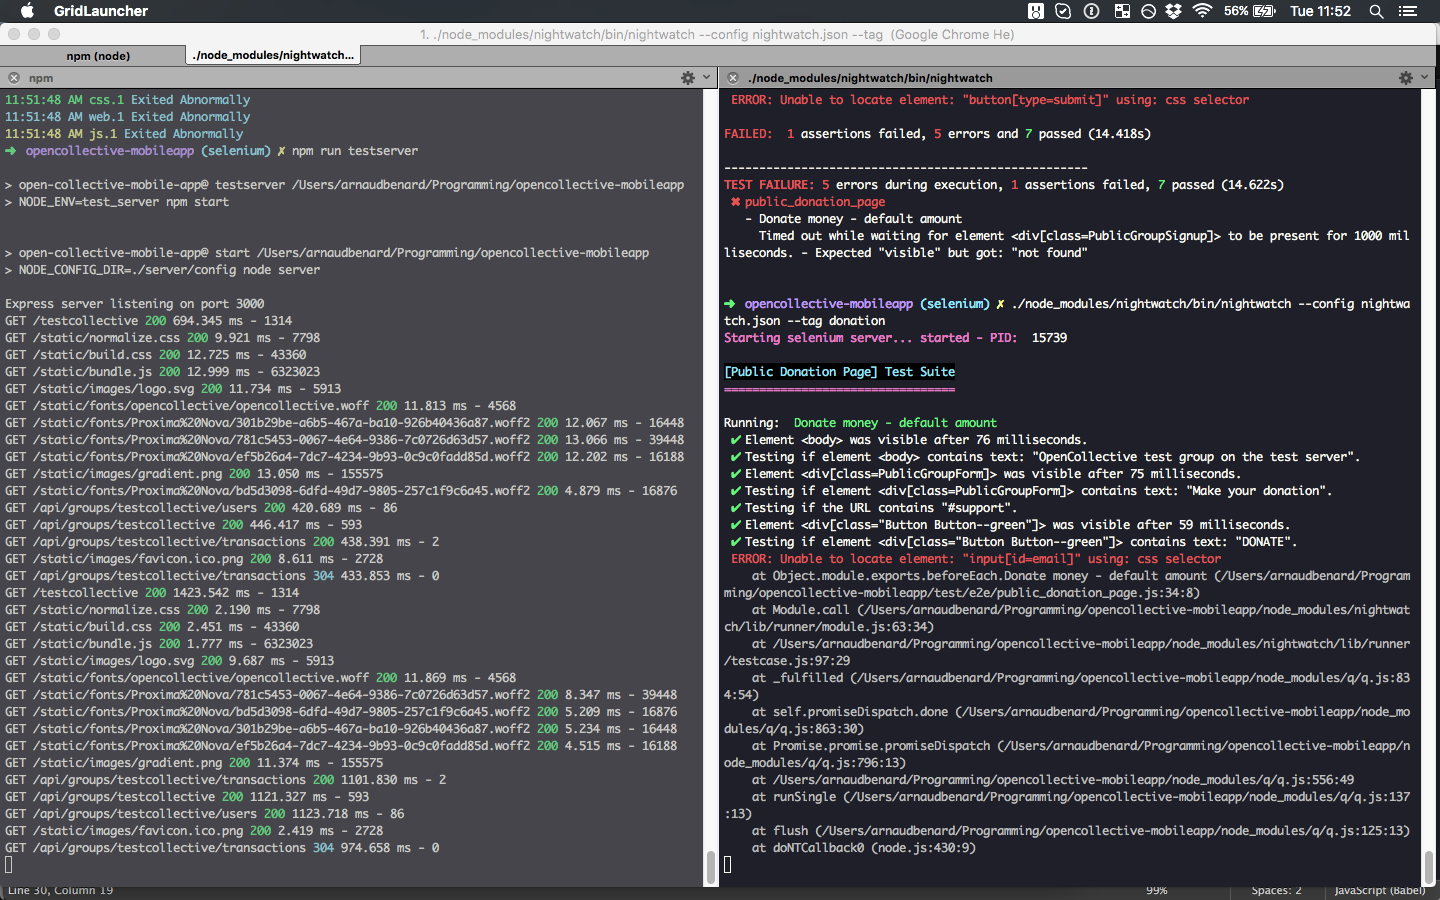 GridLauncher
56%
Tue 11:52
1. ./node_modules/nightwatch/bin/nightwatch --config nightwatch.json --tag (Google Chrome He)
npm (node)
./node_modules/nightwatch...
npm
11:51:48 AM css.1 Exited Abnormally
11:51:48 AM web.1 Exited Abnormally
11:51:48 AM js.1 Exited Abnormally
➜ opencollective-mobileapp (selenium) ✗ npm run testserver
> open-collective-mobile-app@ testserver /Users/arnaudbenard/Programming/opencollective-mobileapp
> NODE_ENV=test_server npm start
> open-collective-mobile-app@ start /Users/arnaudbenard/Programming/opencollective-mobileapp
> NODE_CONFIG_DIR=./server/config node server
Express server listening on port 3000
GET /testcollective 200 694.345 ms - 1314
GET /static/normalize.css 200 9.921 ms - 7798
GET /static/build.css 200 12.725 ms - 43360
GET /static/bundle.js 200 12.999 ms - 6323023
GET /static/images/logo.svg 200 11.734 ms - 5913
GET /static/fonts/opencollective/opencollective.woff 200 11.813 ms - 4568
GET /static/fonts/Proxima%20Nova/301b29be-a6b5-467a-ba10-926b40436a87.woff2 200 12.067 ms - 16448
GET /static/fonts/Proxima%20Nova/781c5453-0067-4e64-9386-7c0726d63d57.woff2 200 13.066 ms - 39448
GET /static/fonts/Proxima%20Nova/ef5b26a4-7dc7-4234-9b93-0c9c0fadd85d.woff2 200 12.202 ms - 16188
GET /static/images/gradient.png 200 13.050 ms - 155575
GET /static/fonts/Proxima%20Nova/bd5d3098-6dfd-49d7-9805-257c1f9c6a45.woff2 200 4.879 ms - 16876
GET /api/groups/testcollective/users 200 420.689 ms - 86
GET /api/groups/testcollective 200 446.417 ms - 593
GET /api/groups/testcollective/transactions 200 438.391 ms - 2
GET /static/images/favicon.ico.png 200 8.611 ms - 2728
GET /api/groups/testcollective/transactions 304 433.853 ms - 0
GET /testcollective 200 1423.542 ms - 1314
GET /static/normalize.css 200 2.190 ms - 7798
GET /static/build.css 200 2.451 ms - 43360
GET /static/bundle.js 200 1.777 ms - 6323023
GET /static/images/logo.svg 200 9.687 ms - 5913
GET /static/fonts/opencollective/opencollective.woff 200 11.869 ms - 4568
GET /static/fonts/Proxima%20Nova/781c5453-0067-4e64-9386-7c0726d63d57.woff2 200 8.347 ms - 39448
GET /static/fonts/Proxima%20Nova/bd5d3098-6dfd-49d7-9805-257c1f9c6a45.woff2 200 5.209 ms - 16876
GET /static/fonts/Proxima%20Nova/301b29be-a6b5-467a-ba10-926b40436a87.woff2 200 5.234 ms - 16448
GET /static/fonts/Proxima%20Nova/ef5b26a4-7dc7-4234-9b93-0c9c0fadd85d.woff2 200 4.515 ms - 16188
GET /static/images/gradient.png 200 11.374 ms - 155575
GET /api/groups/testcollective/transactions 200 1101.830 ms - 2
GET /api/groups/testcollective 200 1121.327 ms - 593
GET /api/groups/testcollective/users 200 1123.718 ms - 86
GET /static/images/favicon.ico.png 200 2.419 ms - 2728
GET /api/groups/testcollective/transactions 304 974.658 ms - 0
./node_modules/nightwatch/bin/nightwatch
ERROR: Unable to locate element: "button[type=submit]" using: css selector
FAILED: 1 assertions failed, 5 errors and 7 passed (14.418s)
----------------------------------------------------
TEST FAILURE: 5 errors during execution, 1 assertions failed, 7 passed (14.622s)
✖ public_donation_page
- Donate money - default amount
Timed out while waiting for element <div[class=PublicGroupSignup]> to be present for 1000 mil
liseconds. - Expected "visible" but got: "not found"
➜ opencollective-mobileapp (selenium) ✗ ./node_modules/nightwatch/bin/nightwatch --config nightwa
tch.json --tag donation
Starting selenium server... started - PID: 15739
[Public Donation Page] Test Suite
=================================
Running: Donate money - default amount
✔ Element <body> was visible after 76 milliseconds.
✔ Testing if element <body> contains text: "OpenCollective test group on the test server".
✔ Element <div[class=PublicGroupForm]> was visible after 75 milliseconds.
✔ Testing if element <div[class=PublicGroupForm]> contains text: "Make your donation".
✔ Testing if the URL contains "#support".
✔ Element <div[class="Button Button--green"]> was visible after 59 milliseconds.
✔ Testing if element <div[class="Button Button--green"]> contains text: "DONATE".
ERROR: Unable to locate element: "input[id=email]" using: css selector
at Object.module.exports.beforeEach.Donate money - default amount (/Users/arnaudbenard/Program
ming/opencollective-mobileapp/test/e2e/public_donation_page.js:34:8)
at Module.call (/Users/arnaudbenard/Programming/opencollective-mobileapp/node_modules/nightwat
ch/lib/runner/module.js:63:34)
at /Users/arnaudbenard/Programming/opencollective-mobileapp/node_modules/nightwatch/lib/runner
/testcase.js:97:29
at _fulfilled (/Users/arnaudbenard/Programming/opencollective-mobileapp/node_modules/q/q.js:83
4:54)
at self.promiseDispatch.done (/Users/arnaudbenard/Programming/opencollective-mobileapp/node_mo
dules/q/q.js:863:30)
at Promise.promise.promiseDispatch (/Users/arnaudbenard/Programming/opencollective-mobileapp/n
ode_modules/q/q.js:796:13)
at /Users/arnaudbenard/Programming/opencollective-mobileapp/node_modules/q/q.js:556:49
at runSingle (/Users/arnaudbenard/Programming/opencollective-mobileapp/node_modules/q/q.js:137
:13)
at flush (/Users/arnaudbenard/Programming/opencollective-mobileapp/node_modules/q/q.js:125:13)
at doNTCallback0 (node.js:430:9)
Line 30, Column 19
99%
Spaces: 2
JavaScript (Babel)